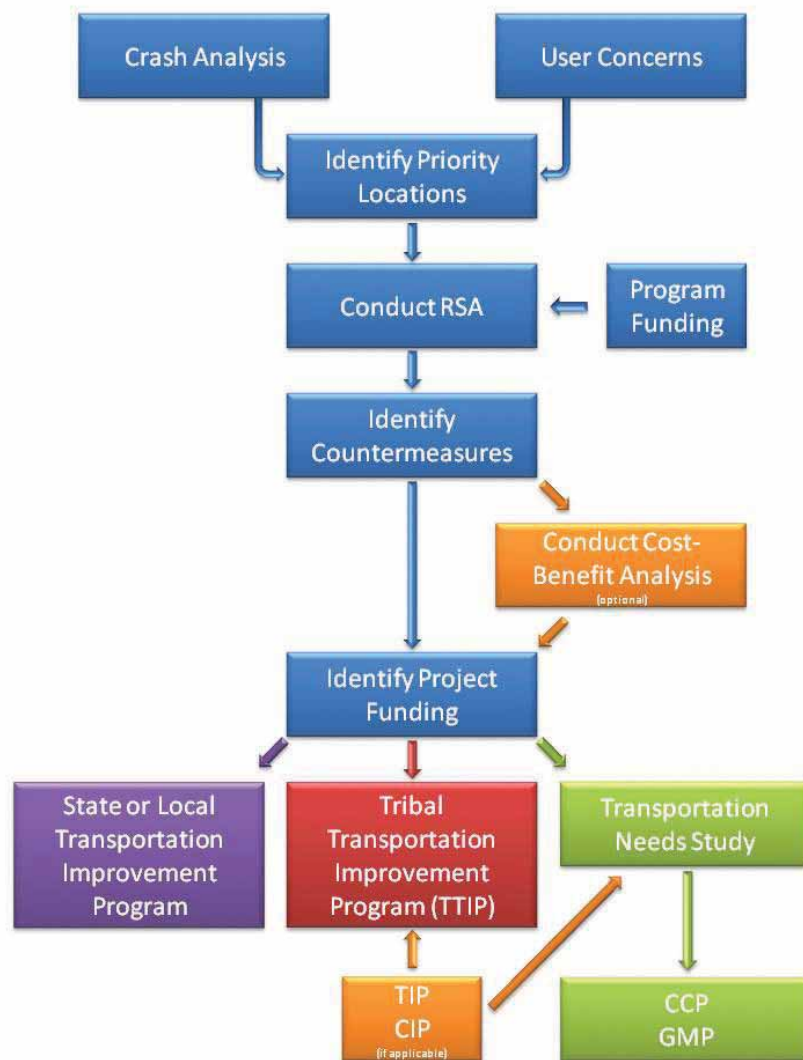 Crash Analysis
User Concerns
Identify Priority
Locations
Conduct RSA
Program
Funding
Identify
Countermeasures
Conduct Cost-
Benefit Analysis
(optional)
Identify Project
Funding
State or Local
Transportation
Improvement
Program
Tribal
Transportation
Improvement
Program (TTIP)
Transportation
Needs Study
TIP
CIP
(if applicable)
CCP
GMP